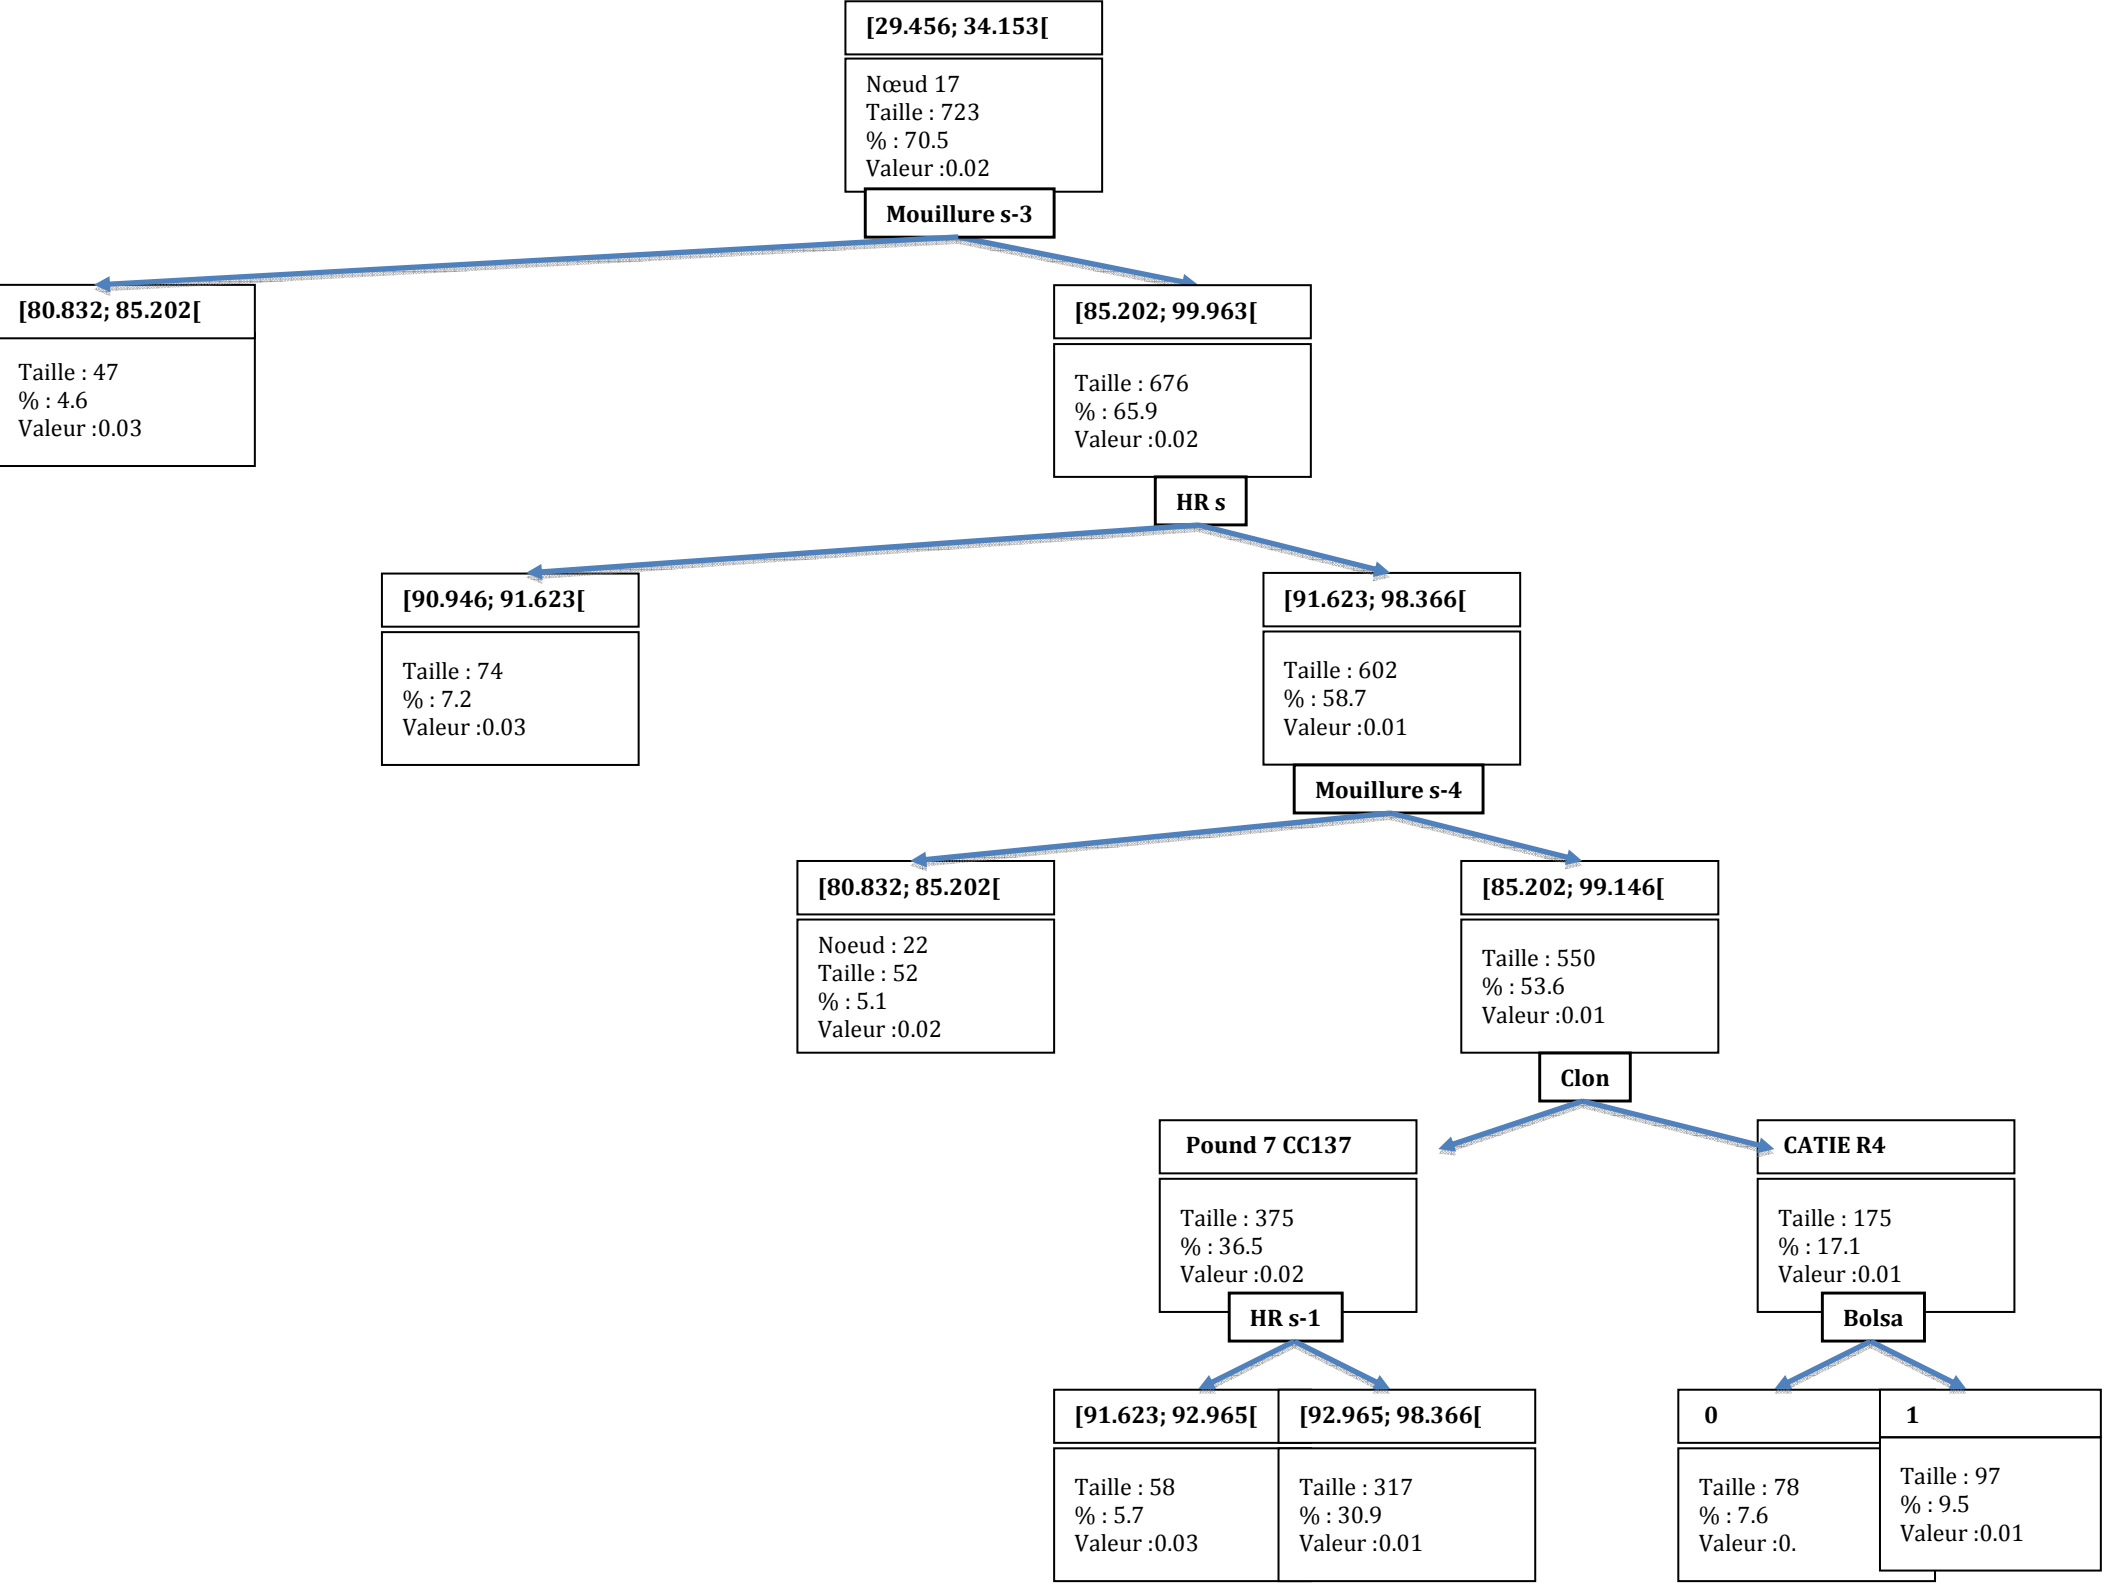 [29.456; 34.153[
Nœud 17
Taille : 723
% : 70.5
Valeur :0.02
Mouillure s-3
[80.832; 85.202[
Taille : 47
% : 4.6
Valeur :0.03
[85.202; 99.963[
Taille : 676
% : 65.9
Valeur :0.02
HR s
[90.946; 91.623[
Taille : 74
% : 7.2
Valeur :0.03
[91.623; 98.366[
Taille : 602
% : 58.7
Valeur :0.01
Mouillure s-4
[80.832; 85.202[
Noeud : 22
Taille : 52
% : 5.1
Valeur :0.02
[85.202; 99.146[
Taille : 550
% : 53.6
Valeur :0.01
Clon
Pound 7 CC137
Taille : 375
% : 36.5
Valeur :0.02
HR s-1
CATIE R4
Taille : 175
% : 17.1
Valeur :0.01
Bolsa
[91.623; 92.965[
Taille : 58
% : 5.7
Valeur :0.03
[92.965; 98.366[
Taille : 317
% : 30.9
Valeur :0.01
0
Taille : 78
% : 7.6
Valeur :0.
1
Taille : 97
% : 9.5
Valeur :0.01